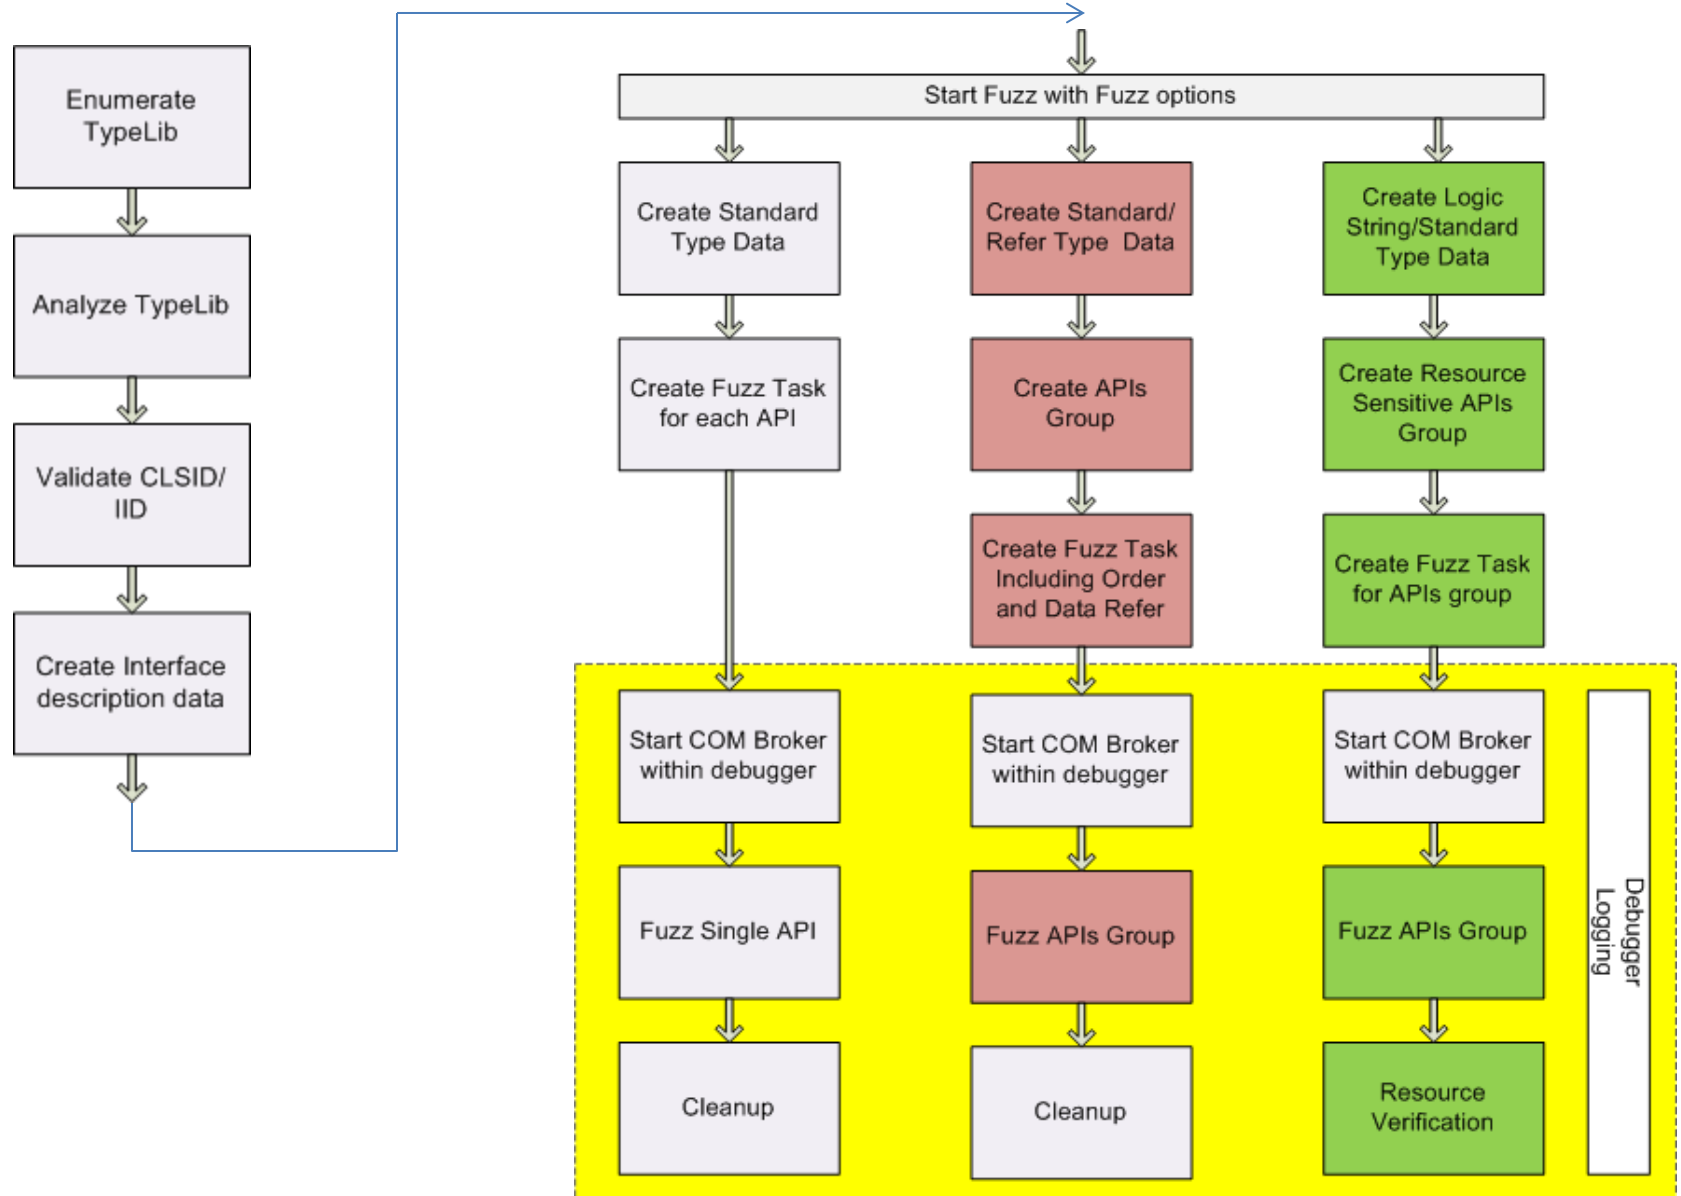 Enumerate
TypeLib
Analyze TypeLib
Validate CLSID/
IID
Create Interface
description data
Start Fuzz with Fuzz options
Create Standard
Type Data
Create Fuzz Task
for each API
Start COM Broker
within debugger
Fuzz Single API
Cleanup
Create Standard/
Refer Type Data
Create APIs
Group
Create Fuzz Task
Including Order
and Data Refer
Start COM Broker
within debugger
Fuzz APIs Group
Cleanup
Create Logic
String/Standard
Type Data
Create Resource
Sensitive APIs
Group
Create Fuzz Task
for APIs group
Start COM Broker
within debugger
Fuzz APIs Group
Resource
Verification
Debugger
Logging